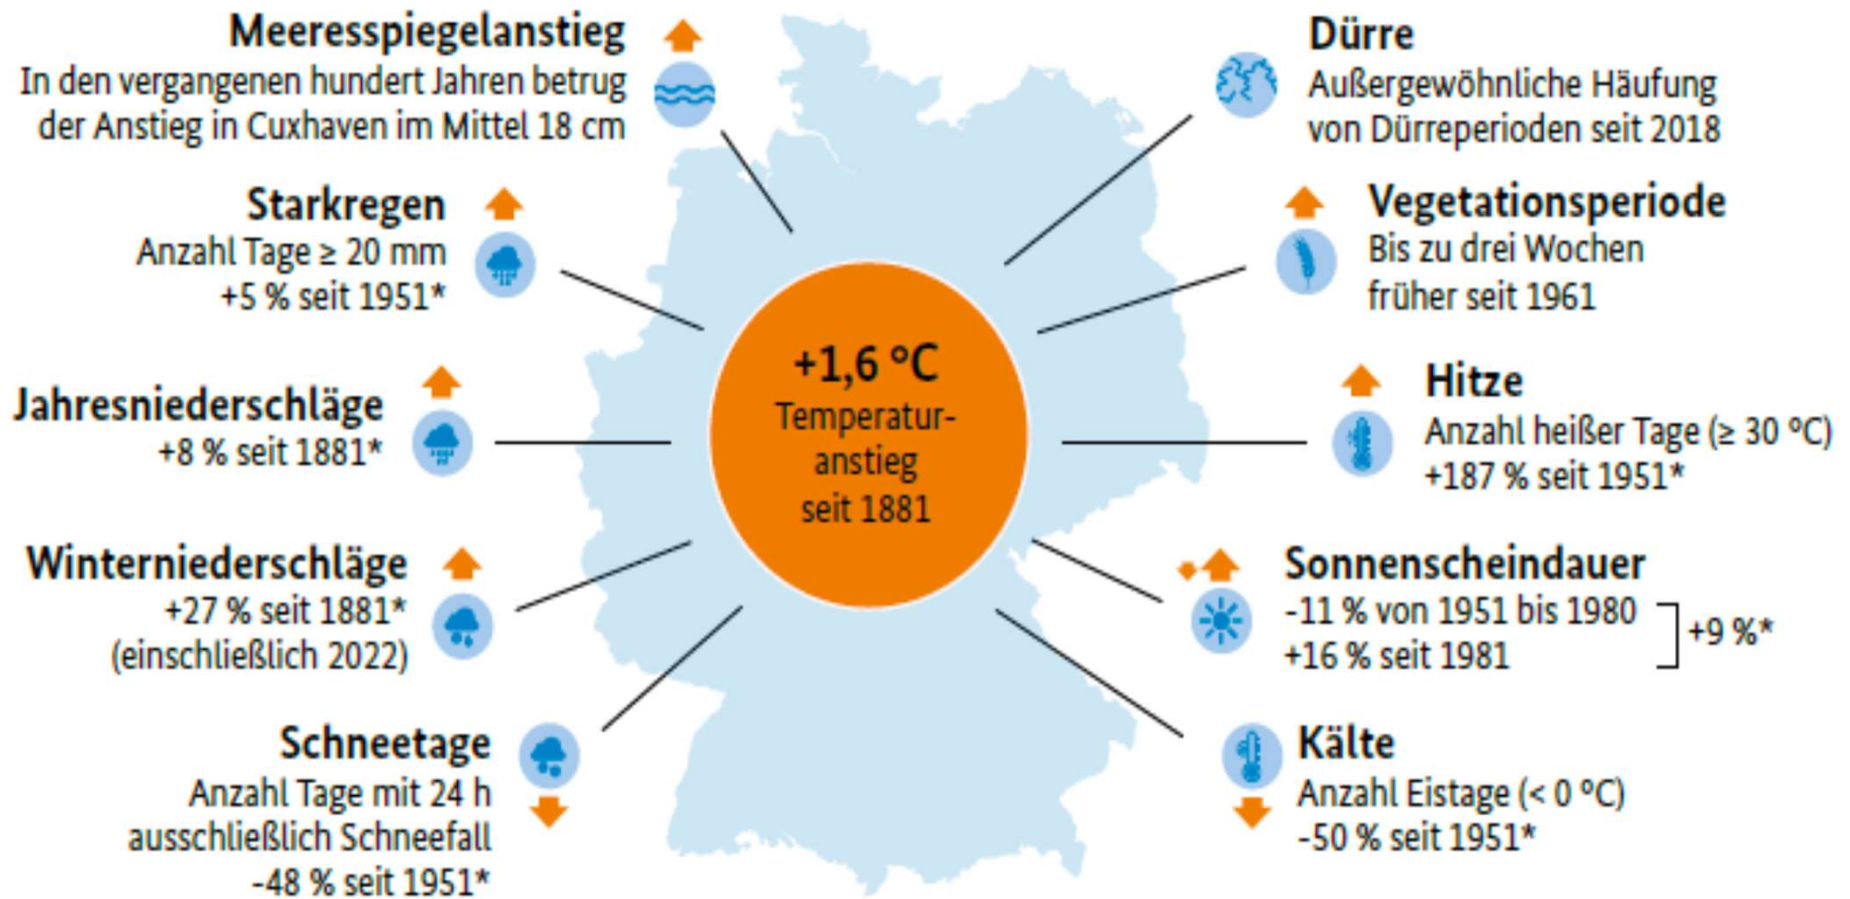 Meeresspiegelanstieg
In den vergangenen hundert Jahren betrug
der Anstieg in Cuxhaven im Mittel 18 cm
Starkregen
Anzahl Tage ≥ 20 mm
+5 % seit 1951*
Jahresniederschläge
+8 % seit 1881*
Winterniederschläge
+27 % seit 1881*
(einschließlich 2022)
Schneetage
Anzahl Tage mit 24 h
ausschließlich Schneefall
-48 % seit 1951*
+1,6 °C
Temperatur-
anstieg
seit 1881
Dürre
Außergewöhnliche Häufung
von Dürreperioden seit 2018
Vegetationsperiode
Bis zu drei Wochen
früher seit 1961
Hitze
Anzahl heißer Tage (≥ 30 °C)
+187 % seit 1951*
Sonnenscheindauer
-11 % von 1951 bis 1980
+16 % seit 1981
+9 %*
Kälte
Anzahl Eistage (< 0 °C)
-50 % seit 1951*